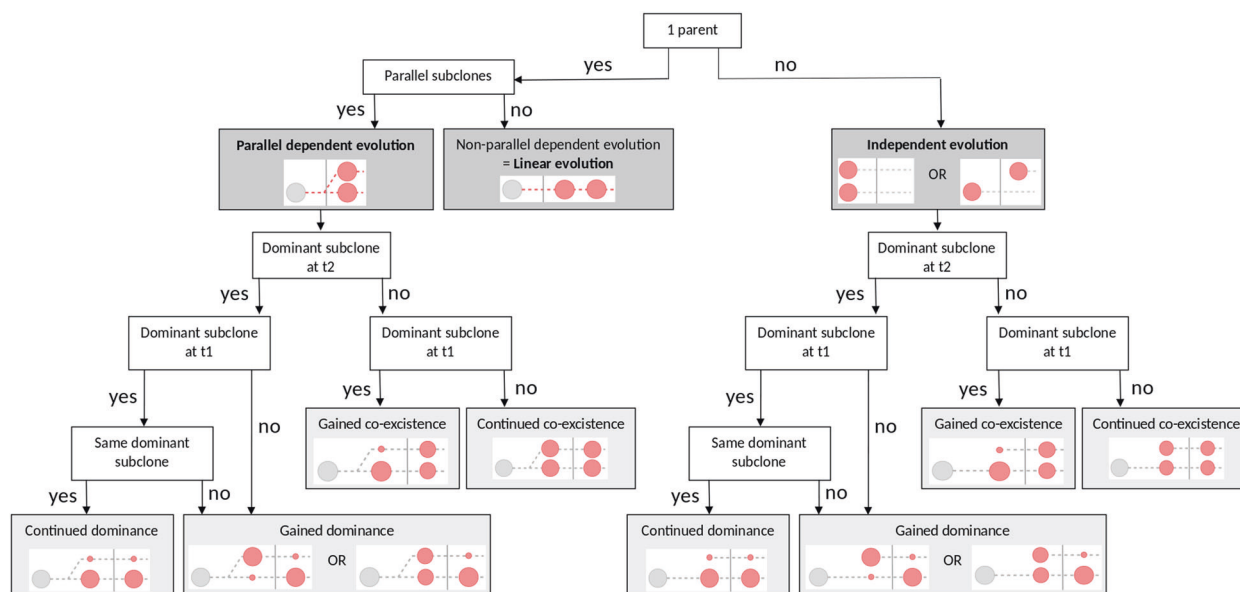 1 parent
yes
no
Parallel subclones
yes
no
Parallel dependent evolution
Non-parallel dependent evolution
= Linear evolution
Independent evolution
OR
Dominant subclone
at t2
Dominant subclone
at t2
yes
no
yes
no
Dominant subclone
at t1
Dominant subclone
at t1
Dominant subclone
at t1
Dominant subclone
at t1
yes
no
yes
no
yes
no
yes
no
Same dominant
subclone
Gained co-existence
Continued co-existence
Same dominant
subclone
Gained co-existence
Continued co-existence
yes
no
yes
no
Continued dominance
Gained dominance
OR
Continued dominance
Gained dominance
OR